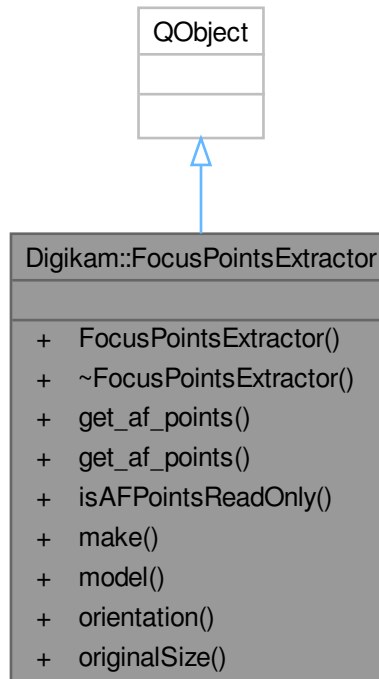 QObject
Digikam::FocusPointsExtractor
+ FocusPointsExtractor()
+ ~FocusPointsExtractor()
+ get_af_points()
+ get_af_points()
+ isAFPointsReadOnly()
+ make()
+ model()
+ orientation()
+ originalSize()